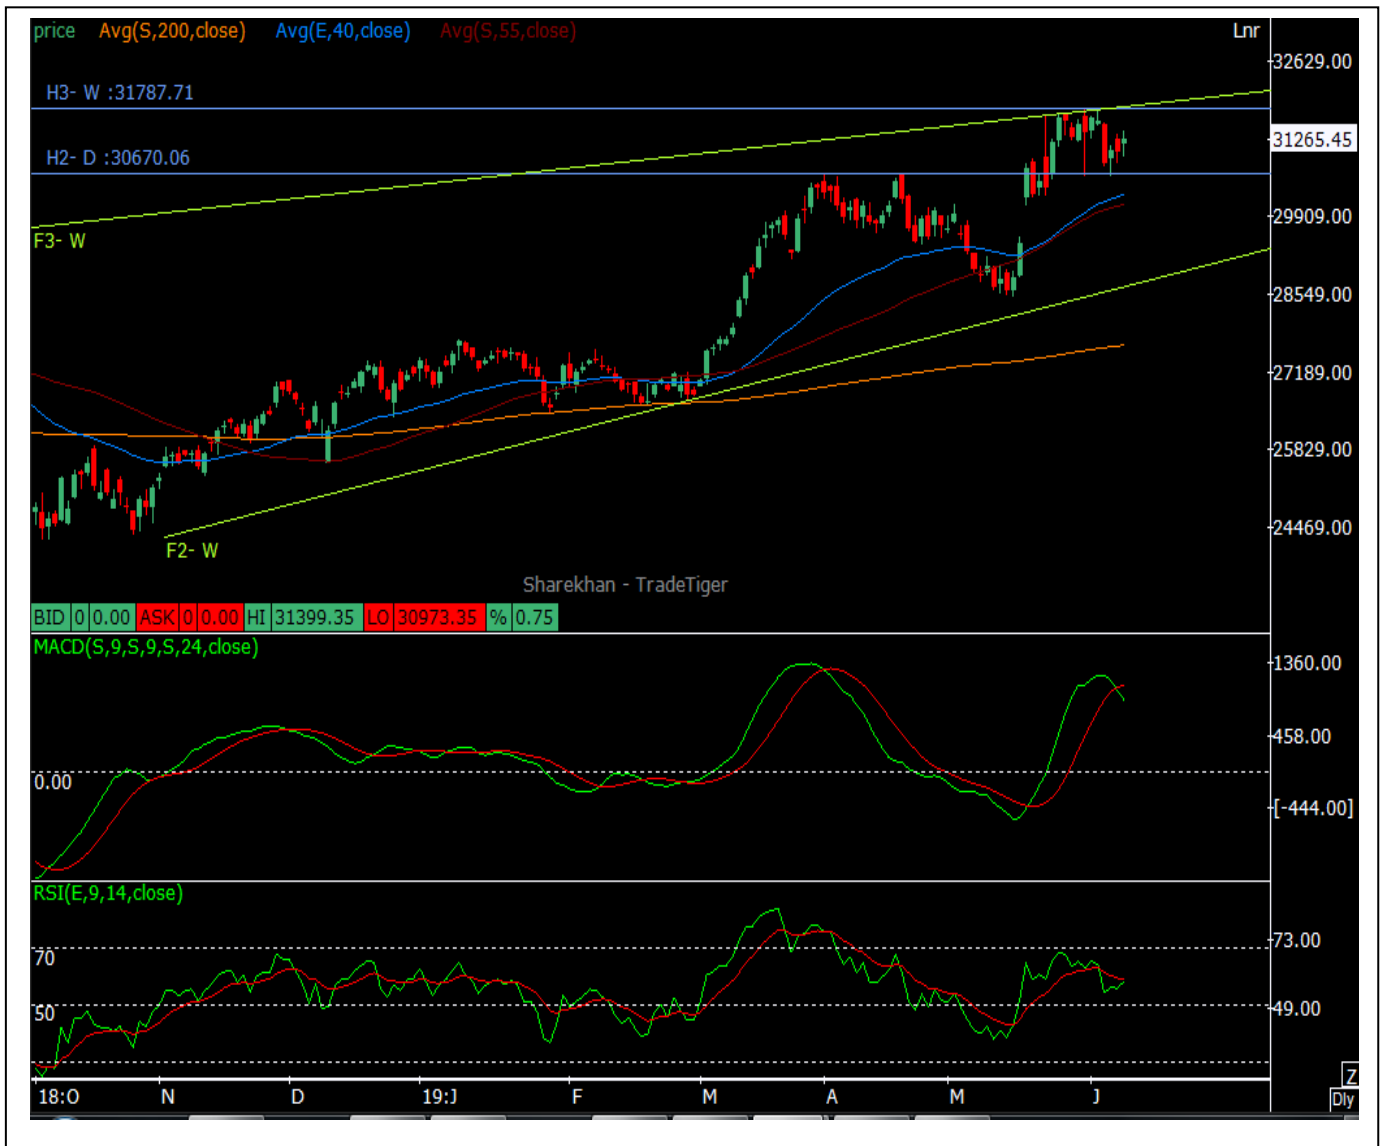 price Avg(S,200,close) Avg(E,40,close) Avg(S,55,close) Lnr
32629.00
H3- W :31787.71
31265.45
H2- D :30670.06
29909.00
F3- W
28549.00
27189.00
25829.00
24469.00
F2- W
Sharekhan - TradeTiger
BID 0 0.00 ASK 0 0.00 HI 31399.35 LO 30973.35 % 0.75
MACD(S,9,S,9,S,24,close)
1360.00
458.00
0.00
[-444.00]
RSI(E,9,14,close)
73.00
70
49.00
50
Z
18:O N D 19:J F M A M J Dly